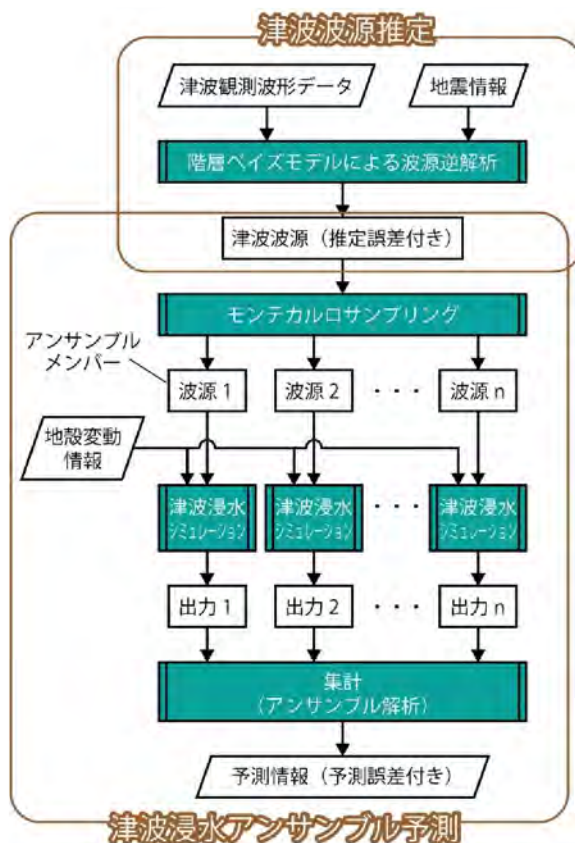 津波波源推定
津波観測波形データ
地震情報
階層ベイズモデルによる波源逆解析
津波波源（推定誤差付き）
モンテカルロサンプリング
アンサンブル
メンバー
波源 1
波源 2
・・・
波源 n
地殻変動
情報
津波浸水
シミュレーション
津波浸水
シミュレーション
・・・
津波浸水
シミュレーション
出力 1
出力 2
・・・
出力 n
集計
（アンサンブル解析）
予測情報（予測誤差付き）
津波浸水アンサンブル予測